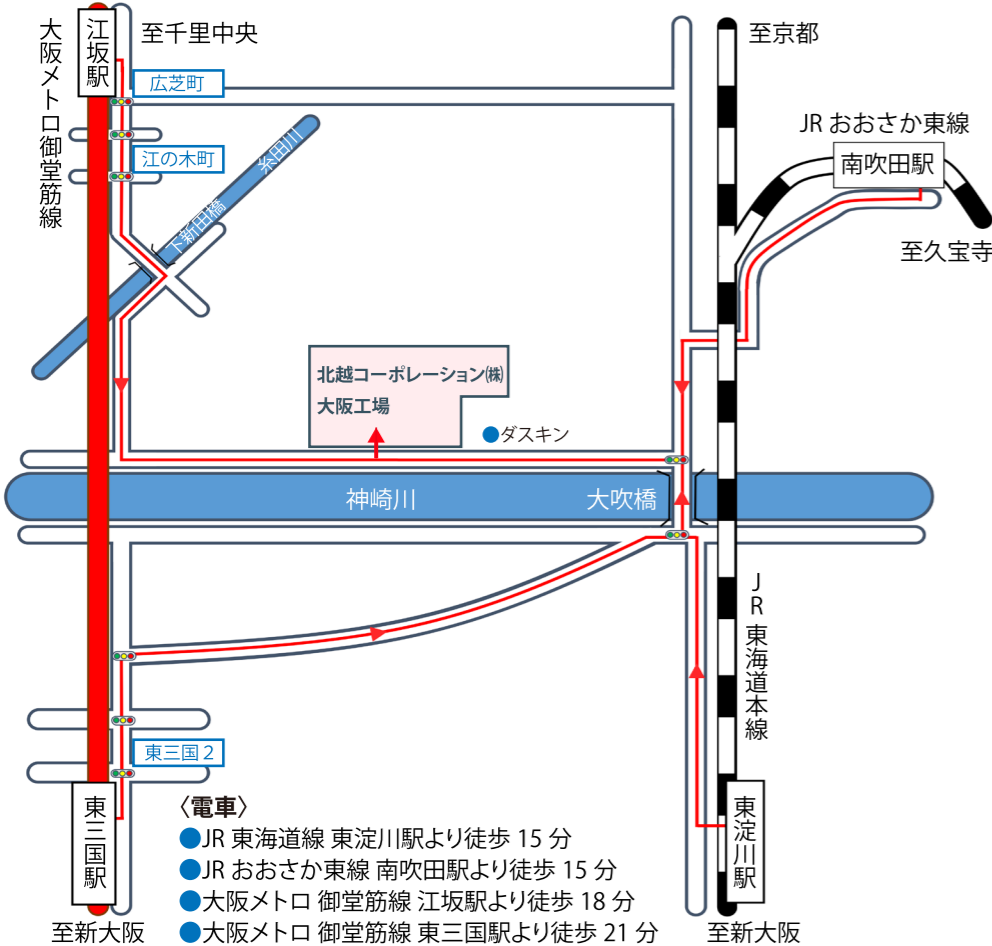 江坂駅
至千里中央
大阪メトロ御堂筋線
広芝町
江の木町
糸田川
下新田橋
至京都
JR おおさか東線
南吹田駅
至久宝寺
北越コーポレーション㈱
大阪工場
ダスキン
神崎川
大吹橋
JR 東海道本線
東三国2
東三国駅
至新大阪
東淀川駅
至新大阪
〈電車〉
●JR 東海道線 東淀川駅より徒歩 15 分
●JR おおさか東線 南吹田駅より徒歩 15 分
●大阪メトロ 御堂筋線 江坂駅より徒歩 18 分
●大阪メトロ 御堂筋線 東三国駅より徒歩 21 分